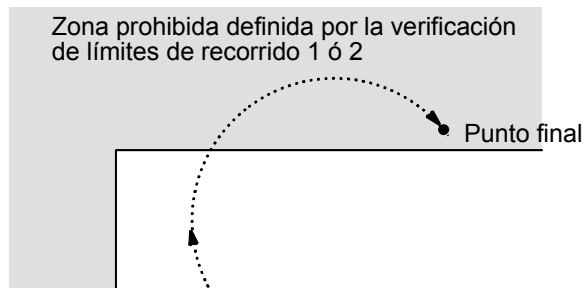 Zona prohibida definida por la verificación
de límites de recorrido 1 ó 2
Punto final